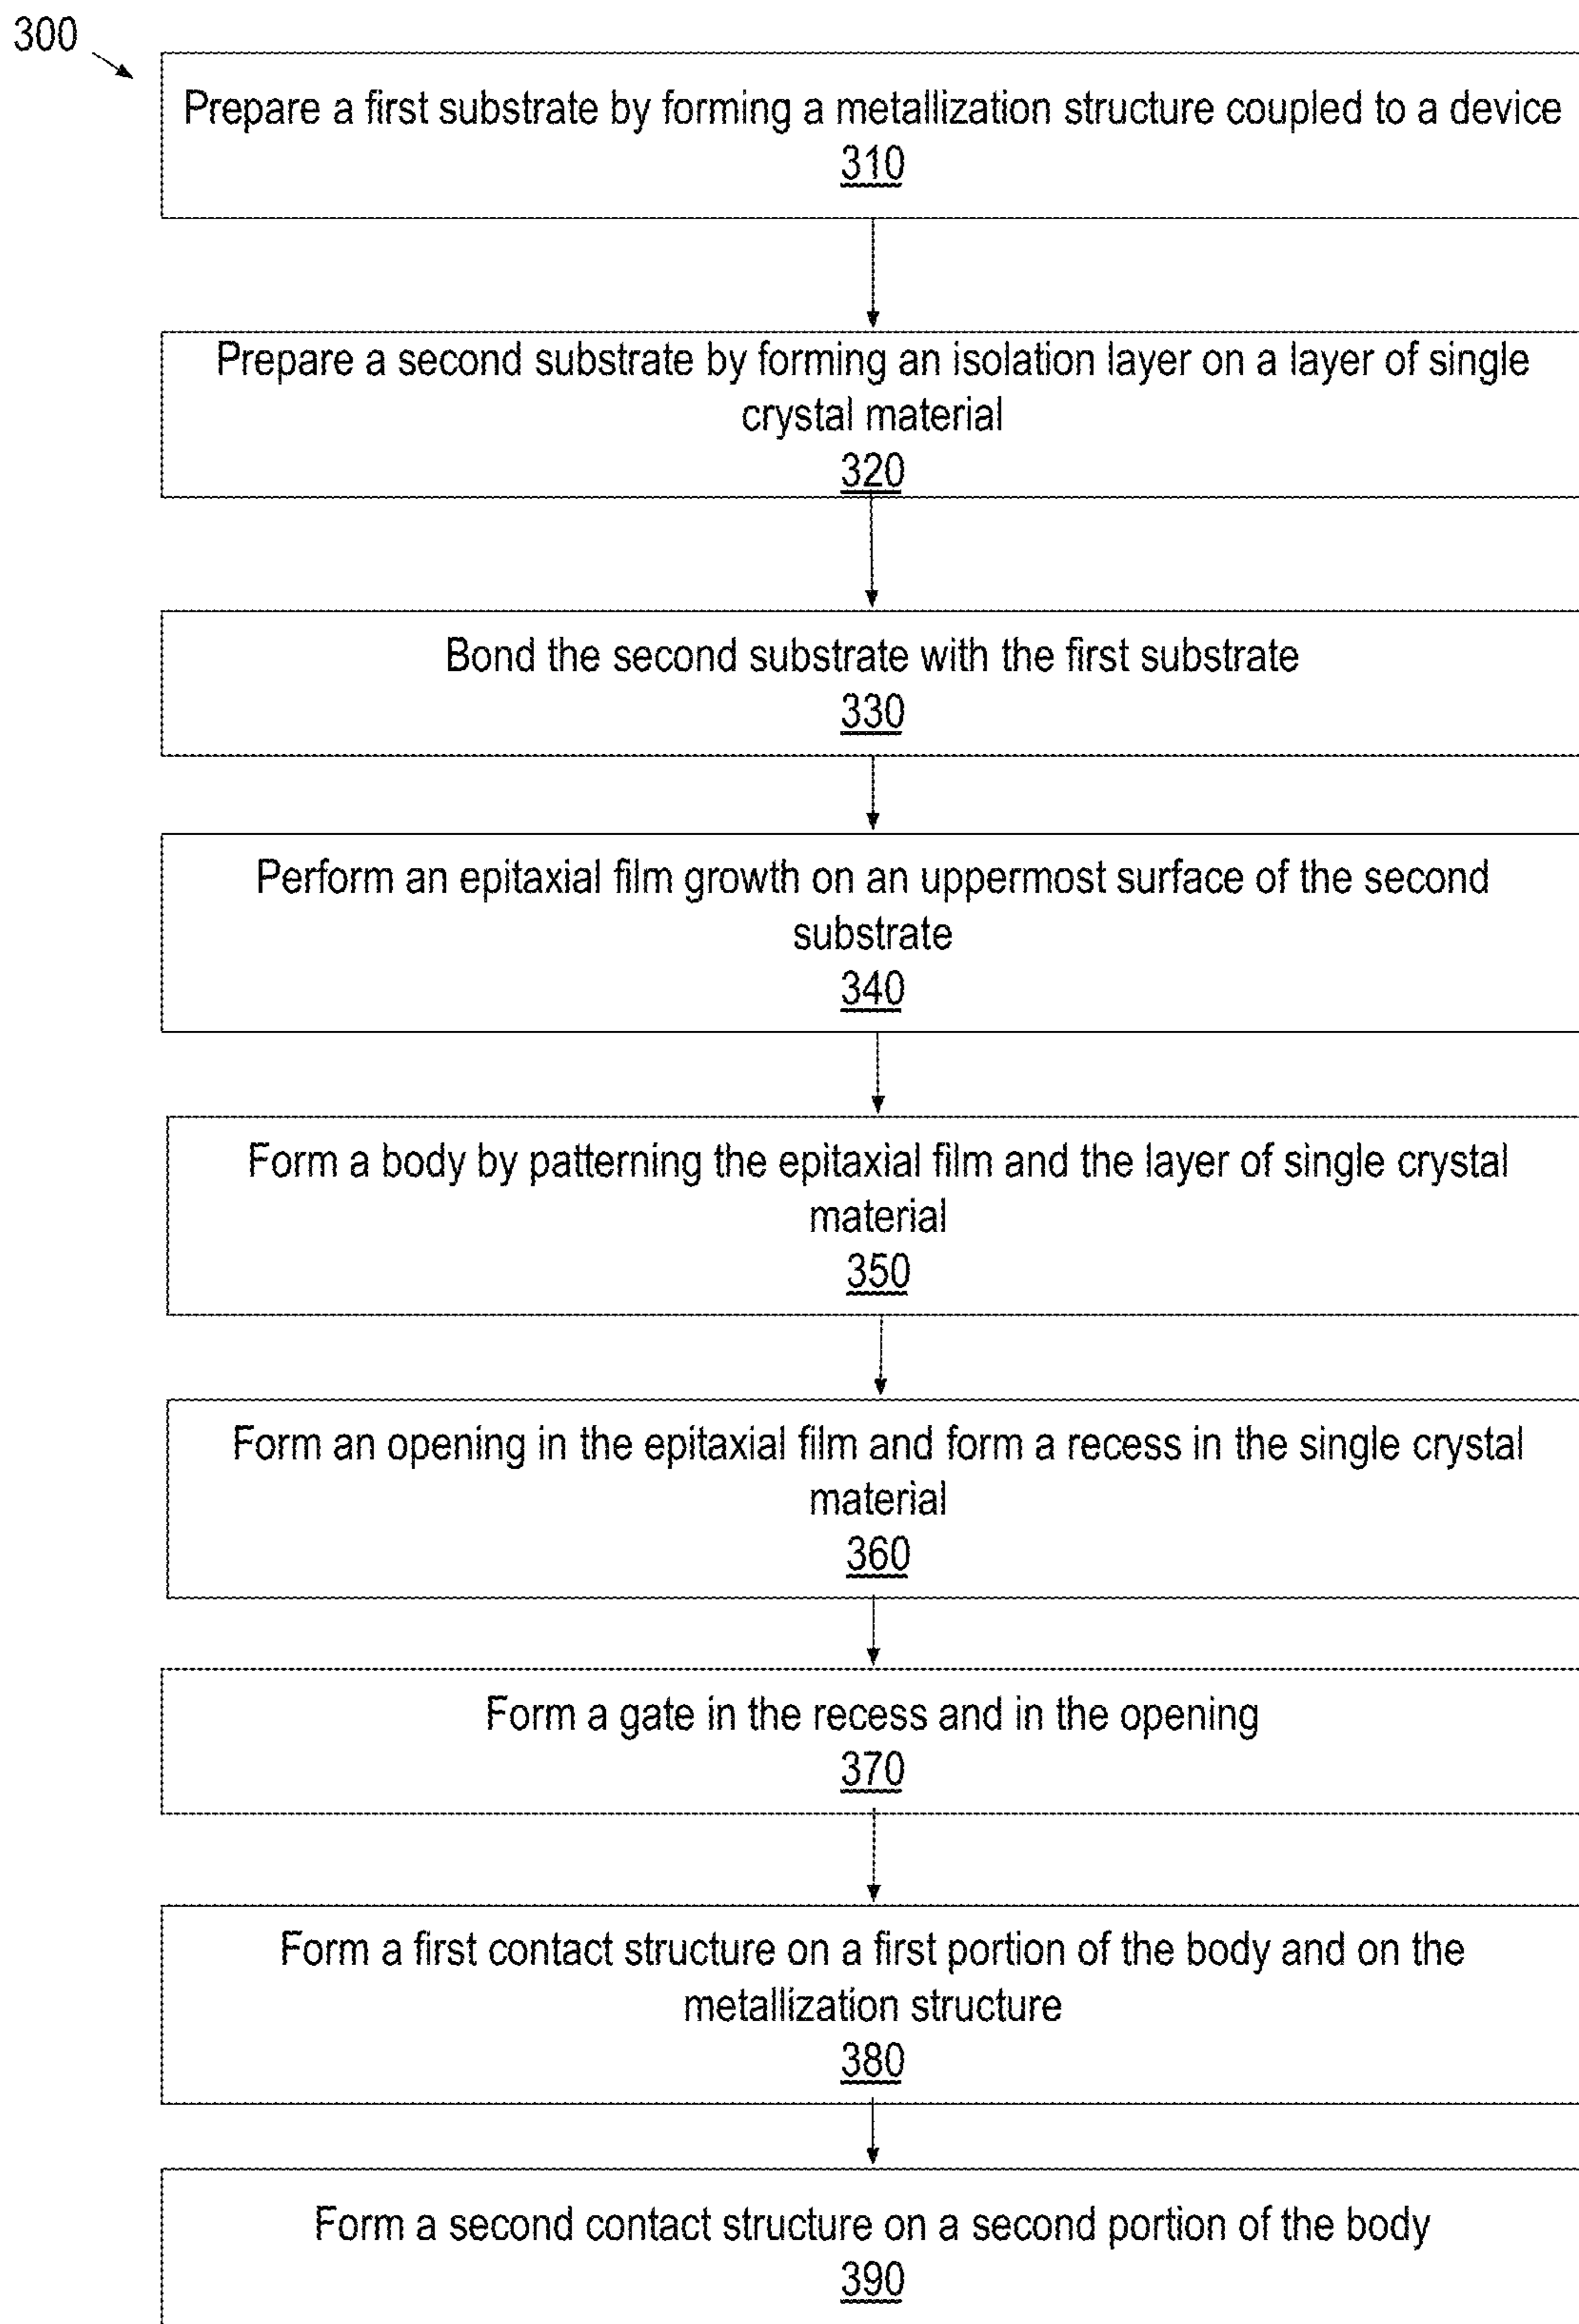 300
Prepare a first substrate by forming a metallization structure coupled to a device
310
Prepare a second substrate by forming an isolation layer on a layer of single
crystal material
320
Bond the second substrate with the first substrate
330
Perform an epitaxial film growth on an uppermost surface of the second
substrate
340
Form a body by patterning the epitaxial film and the layer of single crystal
material
350
Form an opening in the epitaxial film and form a recess in the single crystal
material
360
Form a gate in the recess and in the opening
370
Form a first contact structure on a first portion of the body and on the
metallization structure
380
Form a second contact structure on a second portion of the body
390